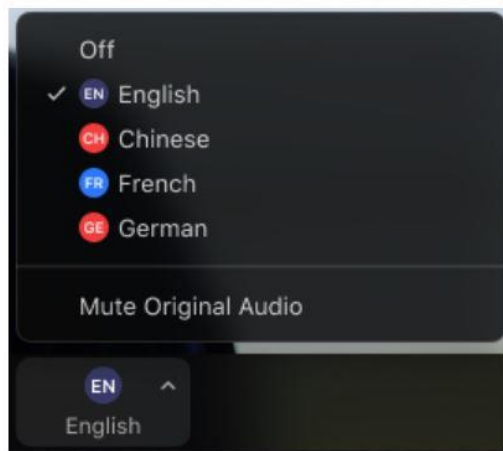 Off
EN English
CH Chinese
FR French
GE German
Mute Original Audio
EN
English